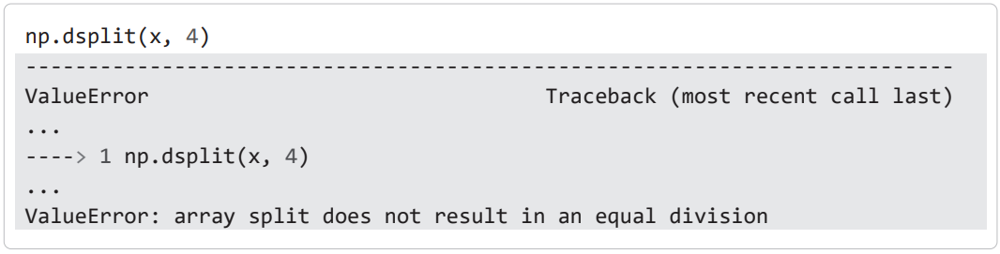 np.dsplit(x, 4)
---------------------------------------------------------------------------
ValueError                                Traceback (most recent call last)
...
----> 1 np.dsplit(x, 4)
...
ValueError: array split does not result in an equal division